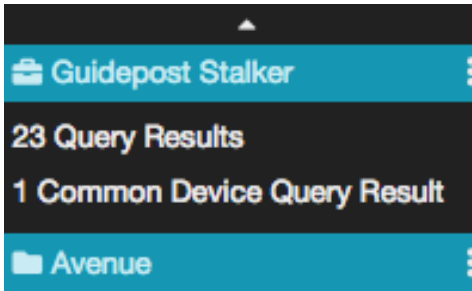 Guidepost Stalker
23 Query Results
1 Common Device Query Result
Avenue